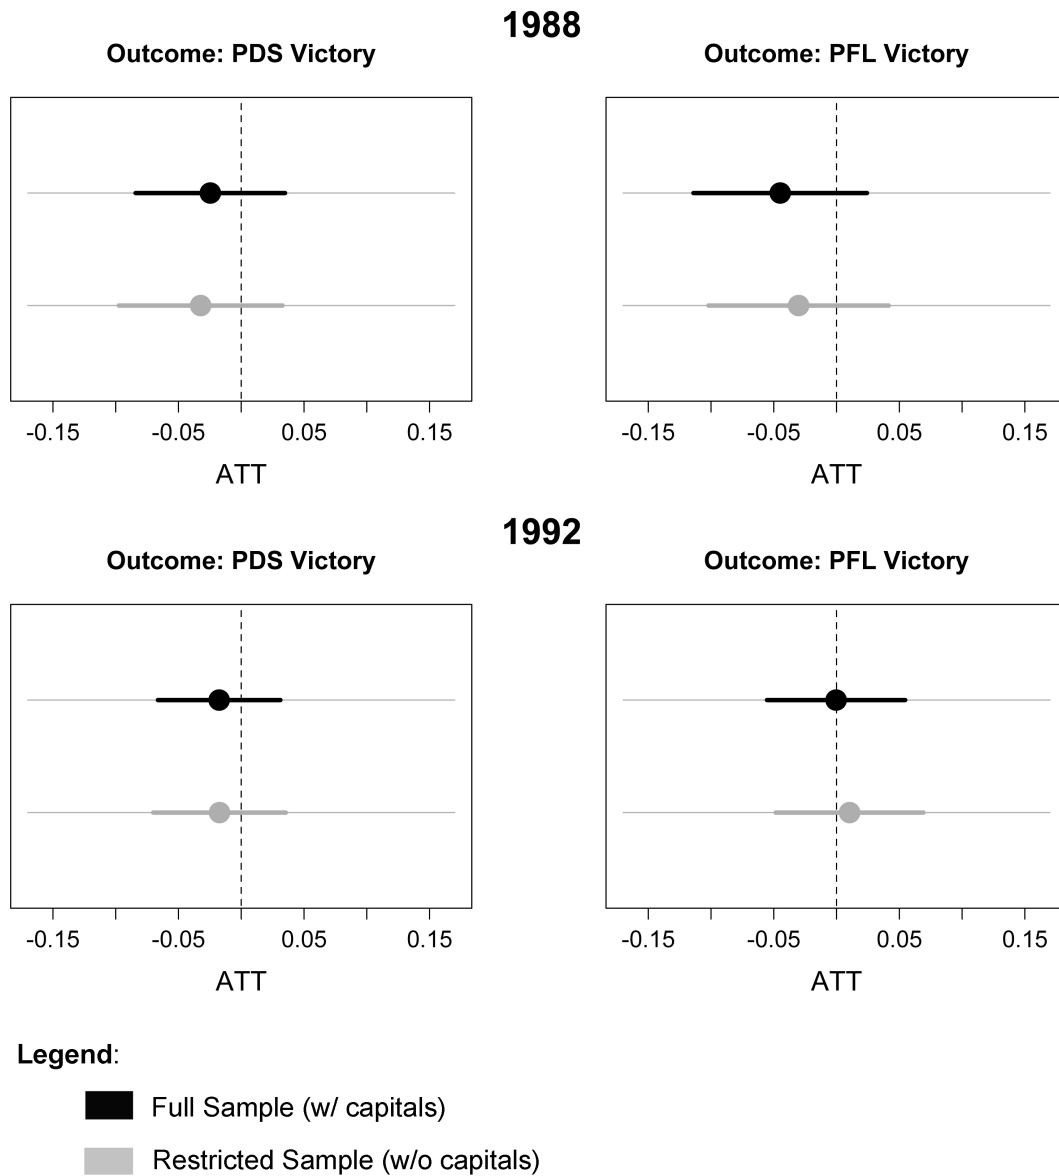 1988
Outcome: PDS Victory
Outcome: PFL Victory
-0.15 -0.05 0.05 0.15
ATT
-0.15 -0.05 0.05 0.15
ATT
1992
Outcome: PDS Victory
Outcome: PFL Victory
-0.15 -0.05 0.05 0.15
ATT
-0.15 -0.05 0.05 0.15
ATT
Legend:
Full Sample (w/ capitals)
Restricted Sample (w/o capitals)